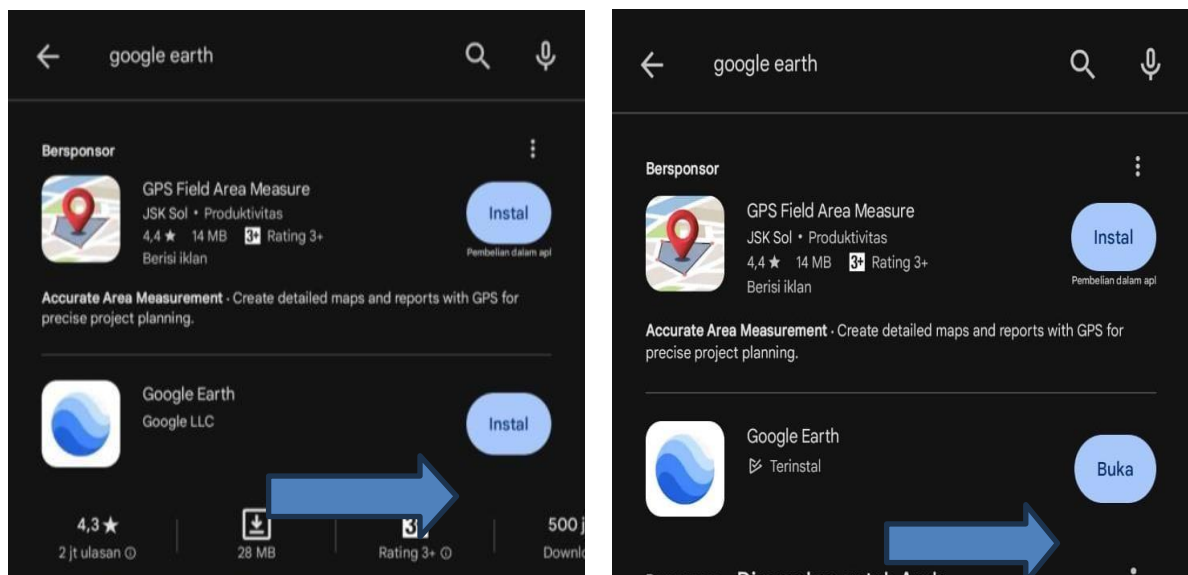 google earth
Bersponsor
GPS Field Area Measure
JSK Sol • Produktivitas
4,4 ★ 14 MB 3+ Rating 3+
Berisi iklan
Instal
Pembelian dalam apl
Accurate Area Measurement · Create detailed maps and reports with GPS for
precise project planning.
Google Earth
Google LLC
Instal
4,3 ★
2 jt ulasan
28 MB
Rating 3+
500 j
google earth
Bersponsor
GPS Field Area Measure
JSK Sol • Produktivitas
4,4 ★ 14 MB 3+ Rating 3+
Berisi iklan
Instal
Pembelian dalam apl
Accurate Area Measurement · Create detailed maps and reports with GPS for
precise project planning.
Google Earth
Terinstal
Buka